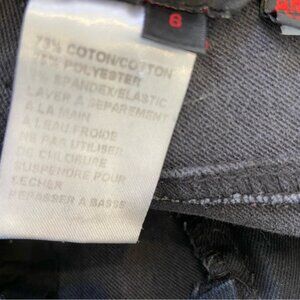 6
73% COTON/COTTON
POLYESTER
SPANDEX/ELASTIC
LAVER A SEPAREMENT
A LA MAIN
A L'EAU FROIDE
NE PAS UTILISER
DE CHLORURE
SUSPENDRE POUR
SECHER
REPASSER A BASSE